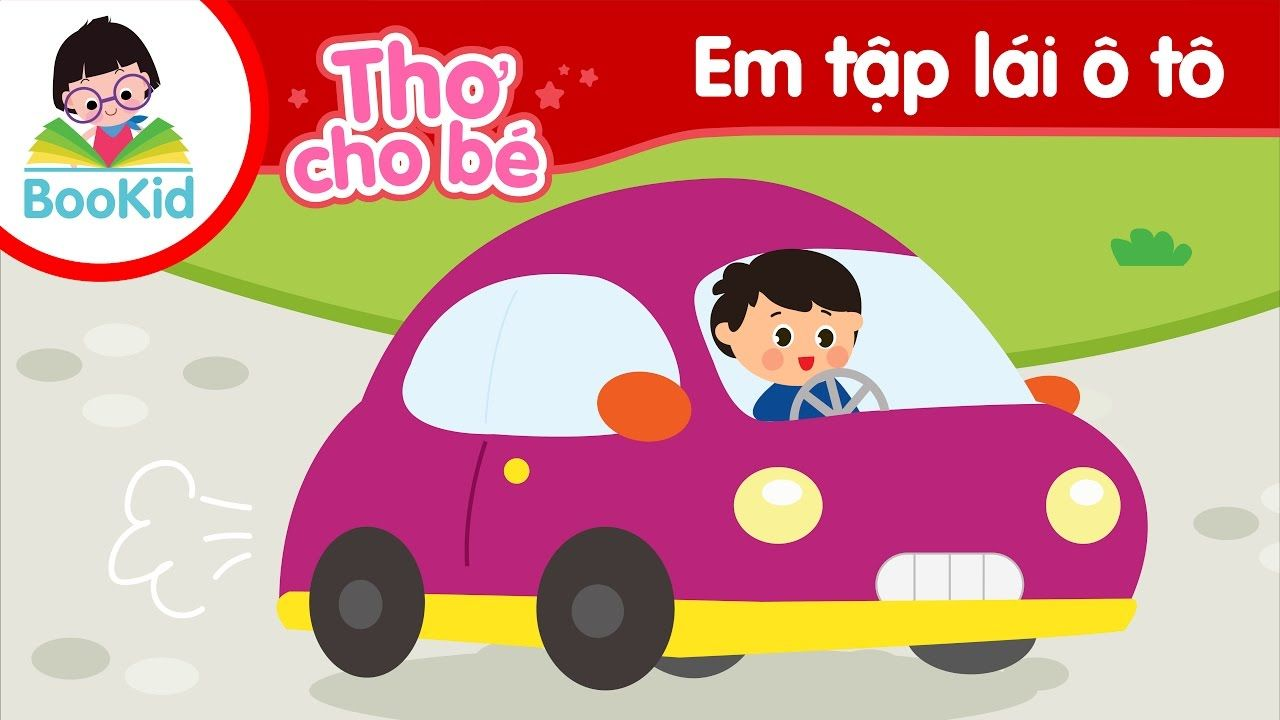 BooKid
Thơ
cho bé
Em tập lái ô tô